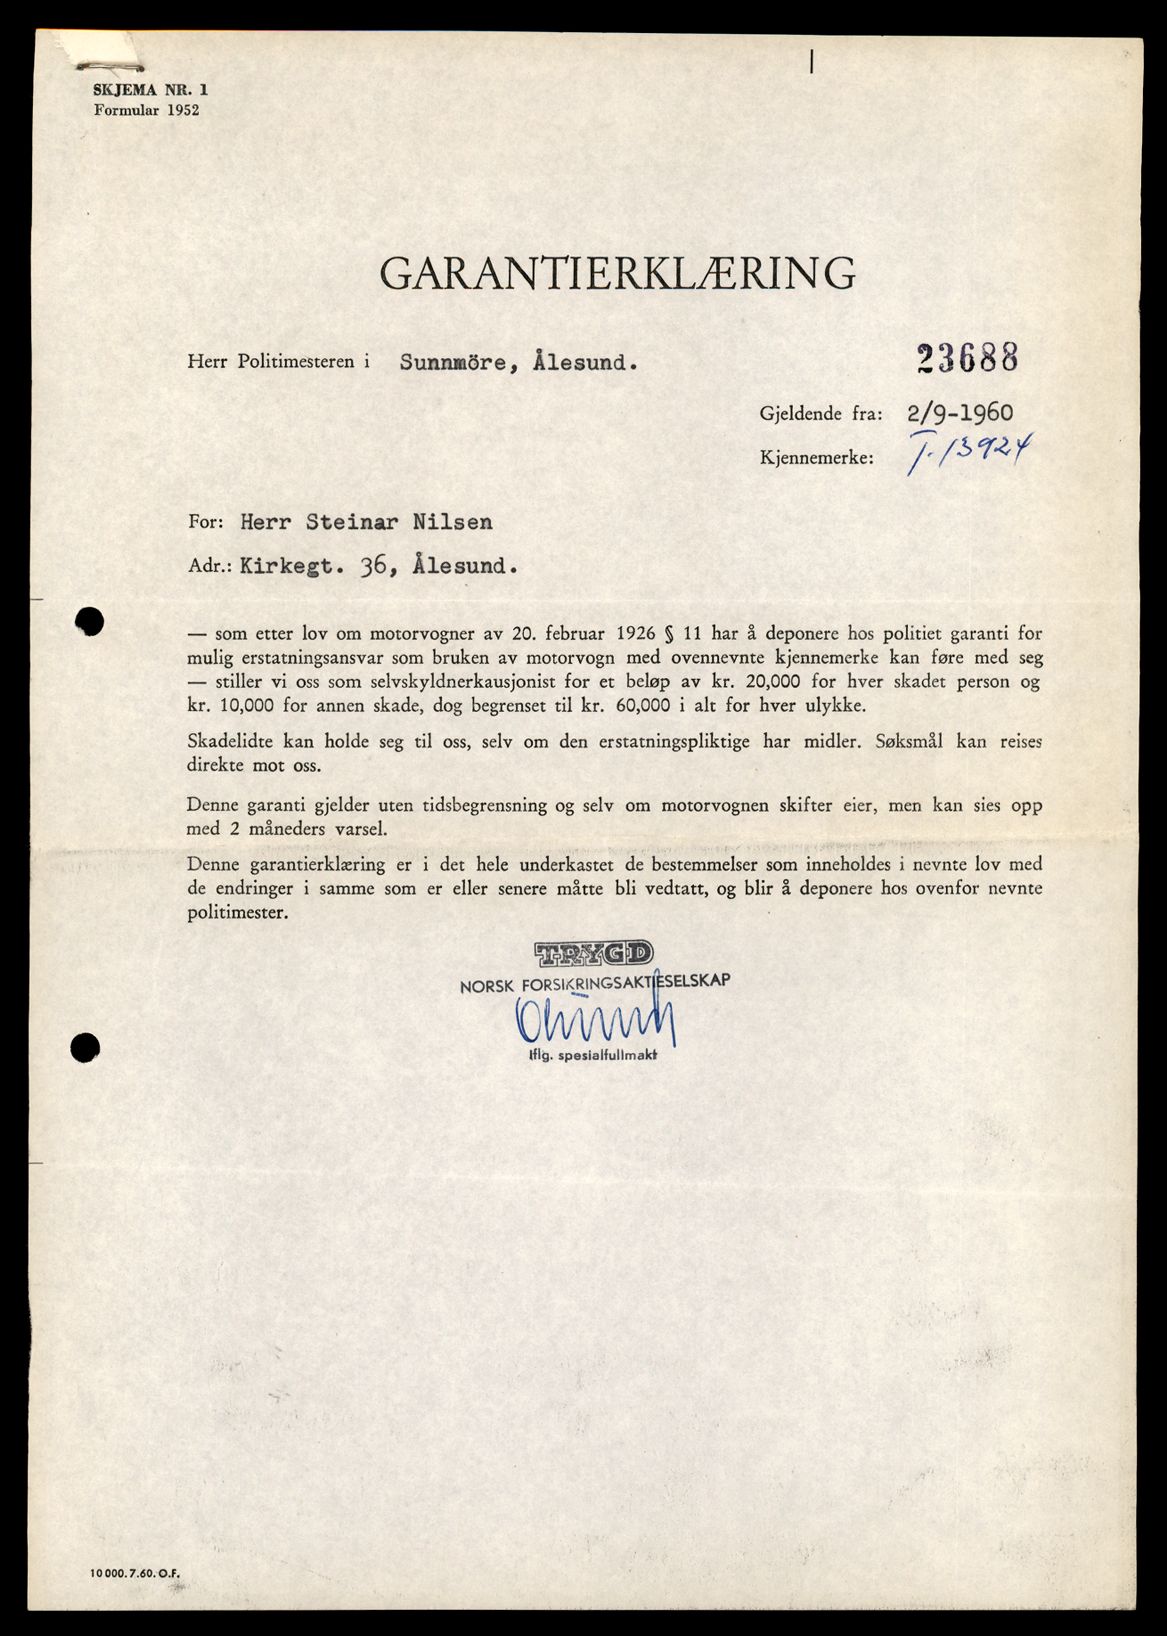 SKJEMA NR. 1
Formular 1952
GARANTIERKLÆRING
Herr Politimesteren i Sunnmöre, Ålesund.
23688
Gjeldende fra: 2/9-1960
Kjennemerke: T-13924
For: Herr Steinar Nilsen
Adr.: Kirkegt. 36, Ålesund.
— som etter lov om motorvogner av 20. februar 1926 § 11 har å deponere hos politiet garanti for
mulig erstatningsansvar som bruken av motorvogn med ovennevnte kjennemerke kan føre med seg
— stiller vi oss som selvskyldnerkausjonist for et beløp av kr. 20,000 for hver skadet person og
kr. 10,000 for annen skade, dog begrenset til kr. 60,000 i alt for hver ulykke.
Skadelidte kan holde seg til oss, selv om den erstatningspliktige har midler. Søksmål kan reises
direkte mot oss.
Denne garanti gjelder uten tidsbegrensning og selv om motorvognen skifter eier, men kan sies opp
med 2 måneders varsel.
Denne garantierklæring er i det hele underkastet de bestemmelser som inneholdes i nevnte lov med
de endringer i samme som er eller senere måtte bli vedtatt, og blir å deponere hos ovenfor nevnte
politimester.
TRYGD
NORSK FORSIKRINGSAKTIESELSKAP
Iflg. spesialfullmakt
10000.7.60.O.F.